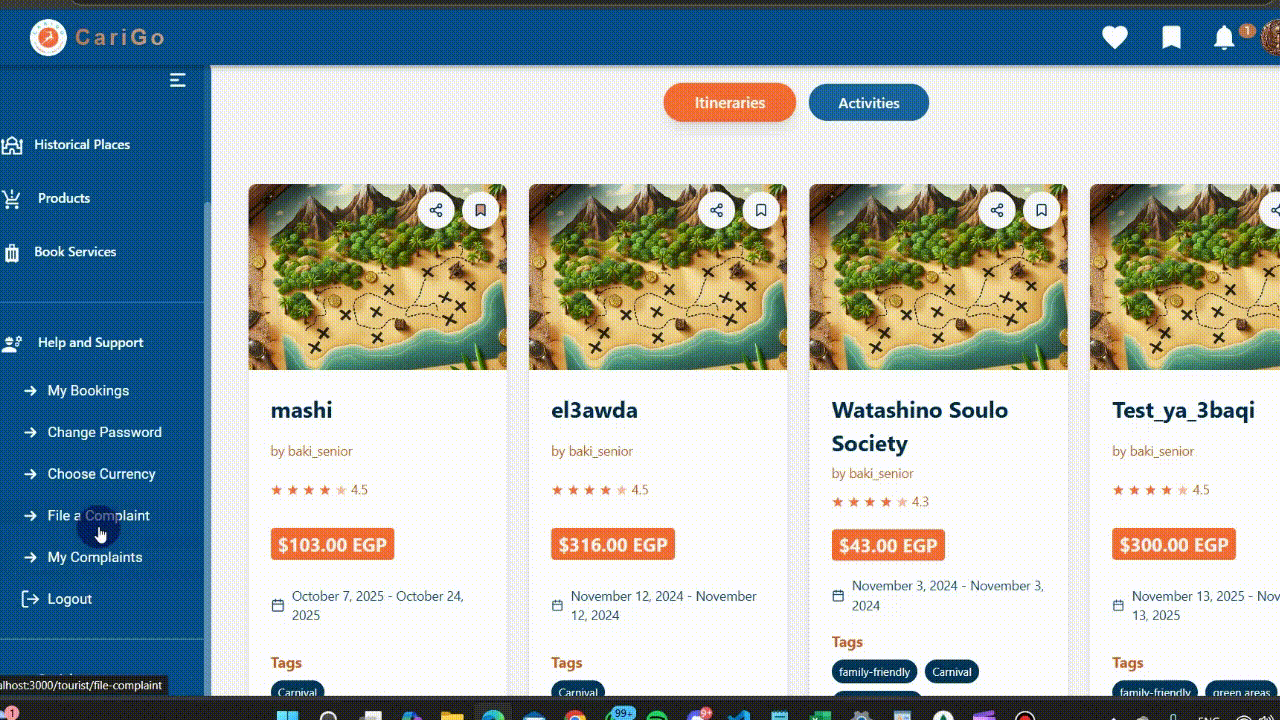 CariGo
1
Historical Places
Products
Book Services
Help and Support
My Bookings
Change Password
Choose Currency
File a Complaint
My Complaints
Logout
Itineraries
Activities
mashi
by baki_senior
4.5
$103.00 EGP
October 7, 2025 - October 24,
2025
Tags
Carnival
el3awda
by baki_senior
4.5
$316.00 EGP
November 12, 2024 - November
12, 2024
Tags
Carnival
Watashino Soulo
Society
by baki_senior
4.3
$43.00 EGP
November 3, 2024 - November 3,
2024
Tags
family-friendly
Carnival
Test_ya_3baqi
by baki_senior
4.5
$300.00 EGP
November 13, 2025 - Nov
13, 2025
Tags
family-friendly
green areas
alhost:3000/tourist/file-complaint
1
99+
9+
ENG